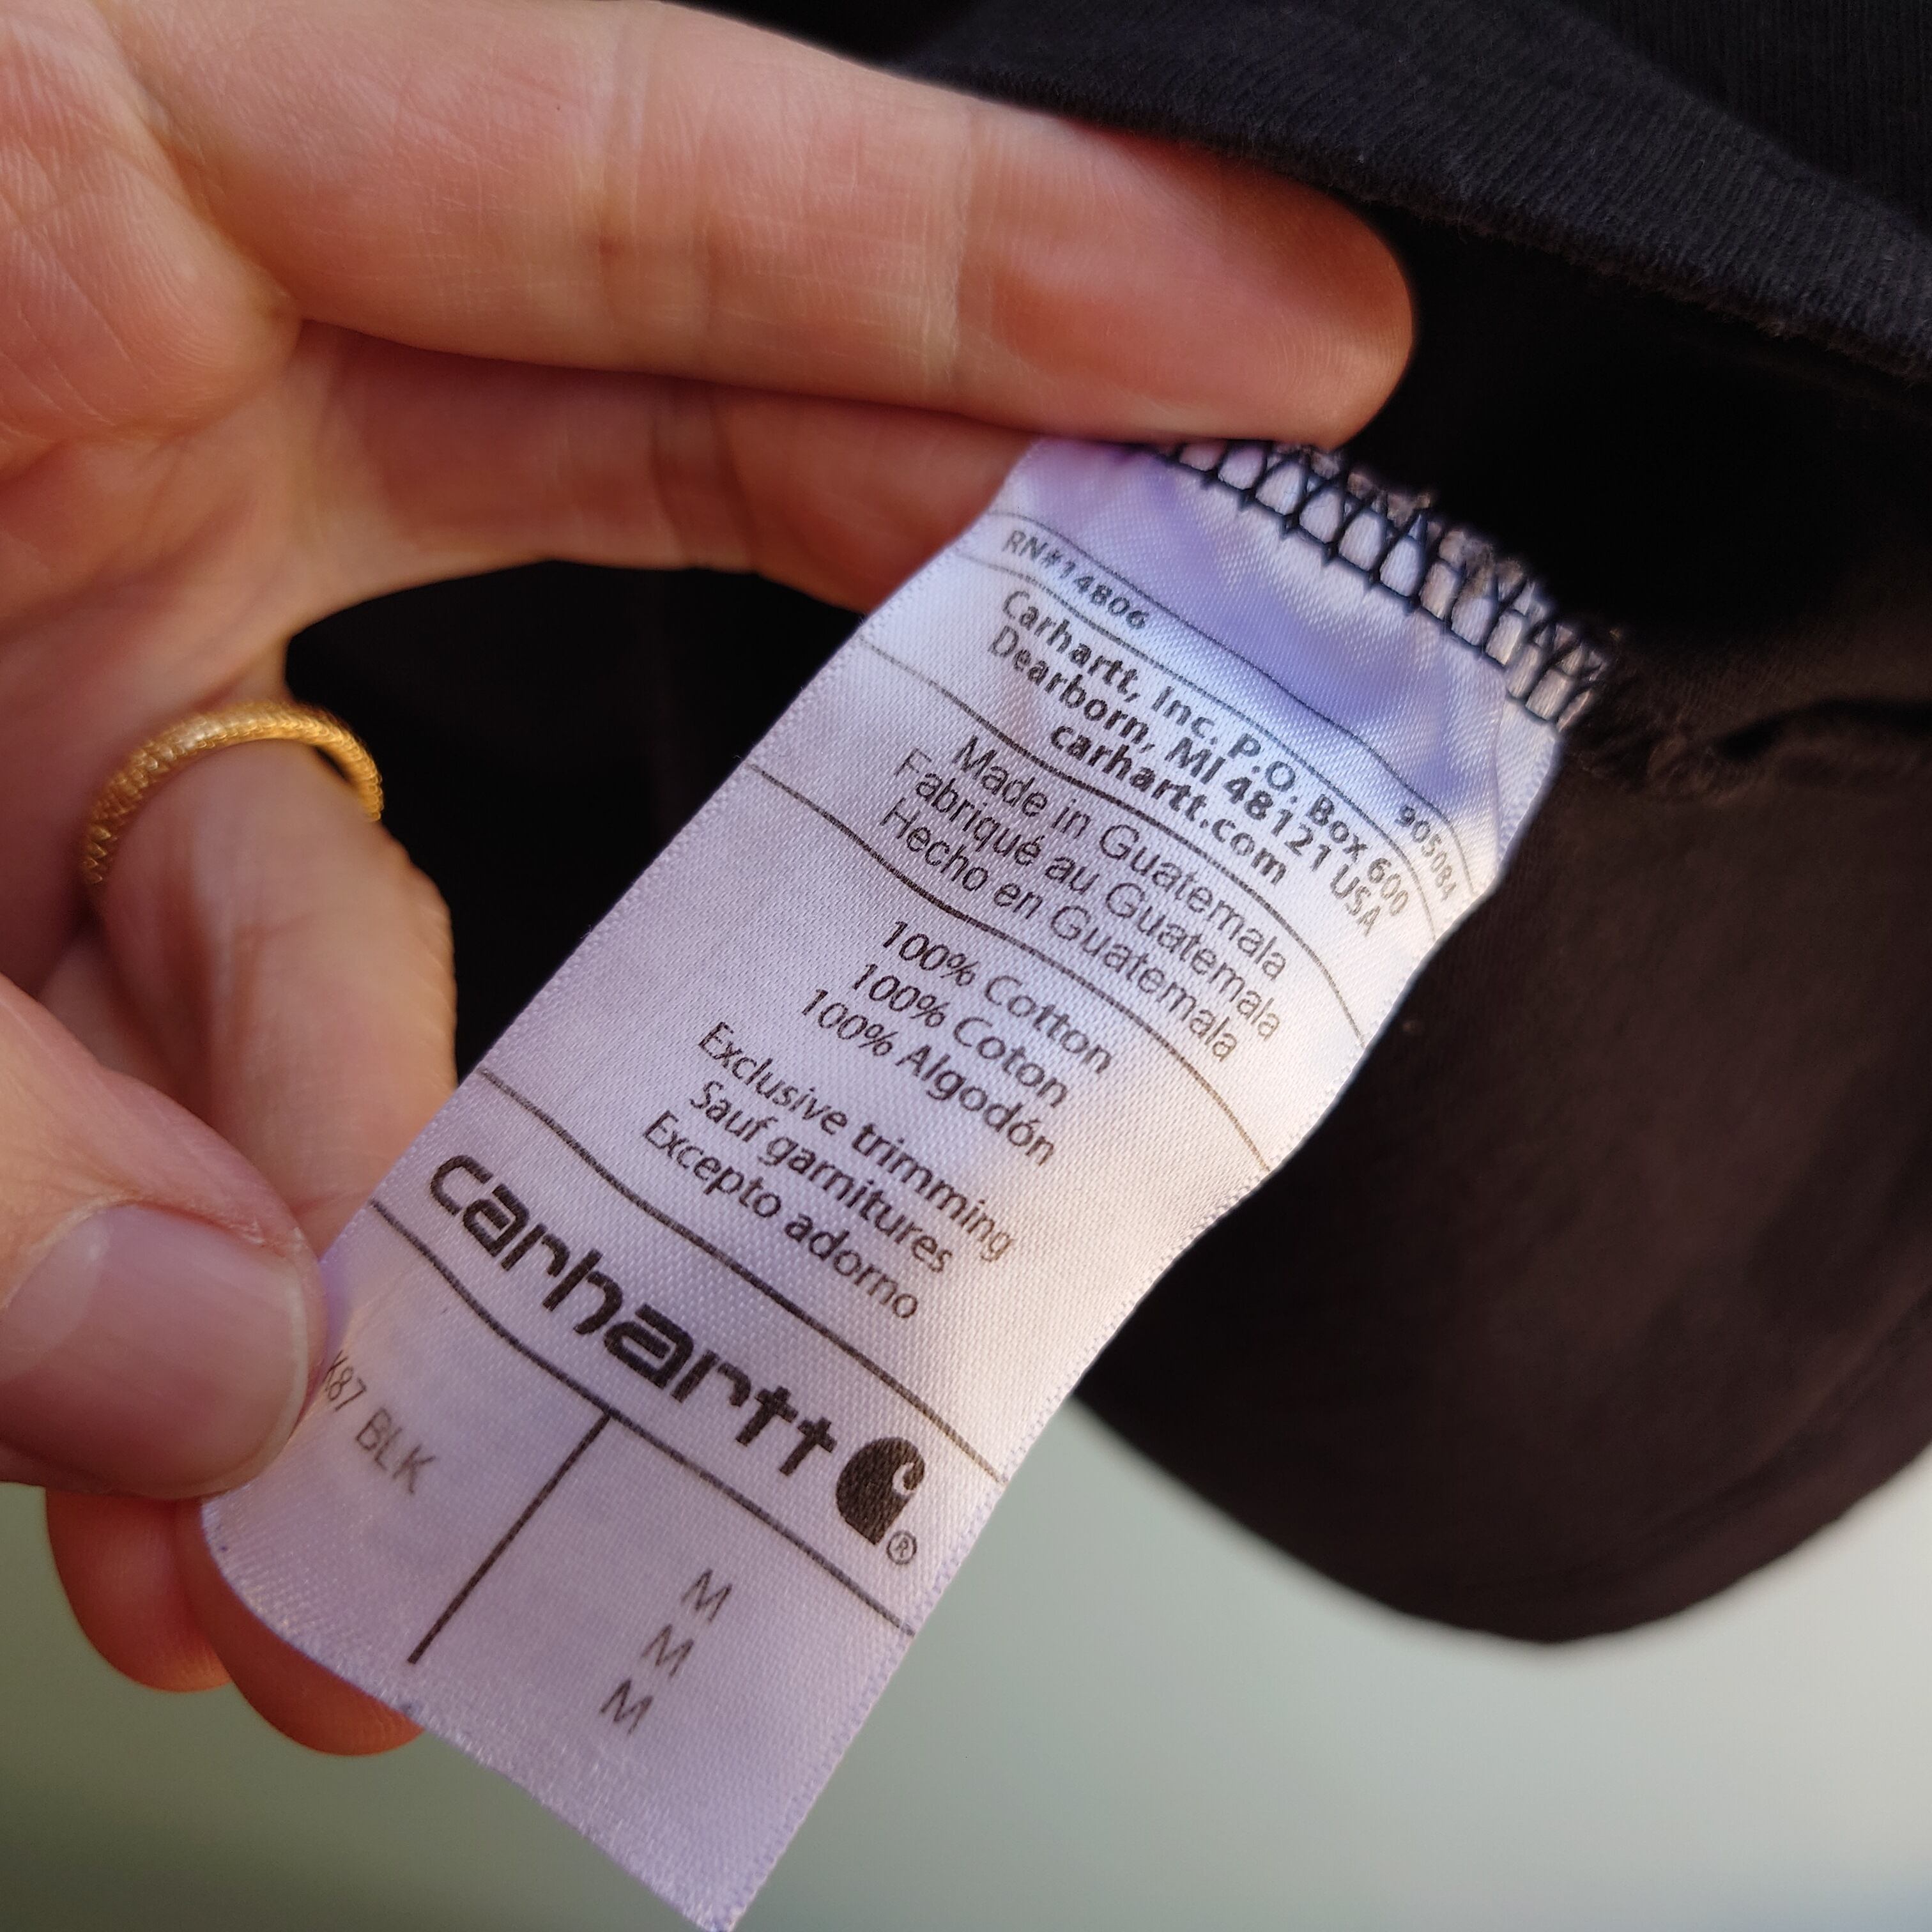 RN#14806 905084
Carhartt, Inc. P.O. Box 600
Dearborn, MI 48121 USA
carhartt.com
Made in Guatemala
Fabriqué au Guatemala
Hecho en Guatemala
100% Cotton
100% Coton
100% Algodón
Exclusive trimming
Sauf garnitures
Excepto adorno
carhartt®
K87 BLK
M
M
M